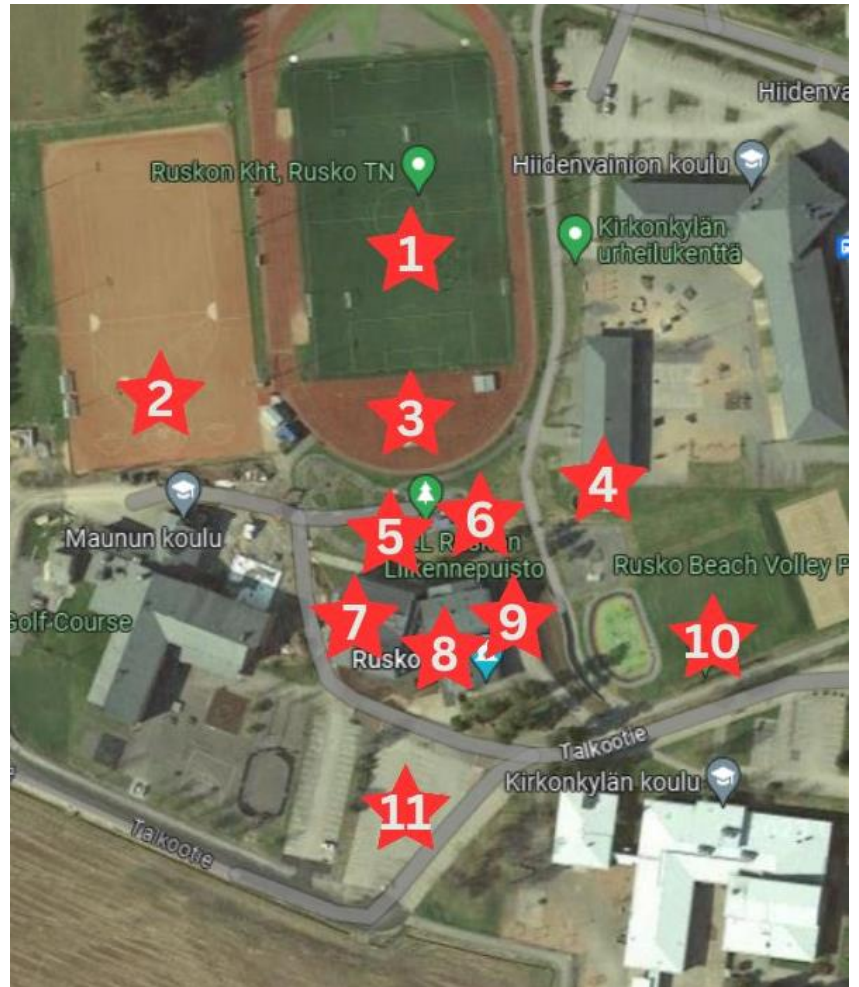 Hiidenva
Ruskon Kht, Rusko TN
Hiidenvainion koulu
Kirkonkylän
urheilukenttä
1
2
3
4
5
6
Maunun koulu
Liikennepuisto
Rusko Beach Volley P
Golf Course
7
8
9
10
Rusko
Talkootie
Kirkonkylän koulu
11
Talkootie